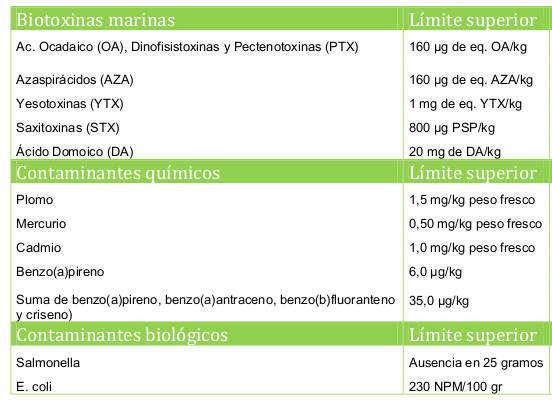 Biotoxinas marinas Límite superior
Ac. Ocadaico (OA), Dinofisistoxinas y Pectenotoxinas (PTX) 160 µg de eq. OA/kg
Azaspirácidos (AZA) 160 µg de eq. AZA/kg
Yesotoxinas (YTX) 1 mg de eq. YTX/kg
Saxitoxinas (STX) 800 µg PSP/kg
Ácido Domoico (DA) 20 mg de DA/kg
Contaminantes químicos Límite superior
Plomo 1,5 mg/kg peso fresco
Mercurio 0,50 mg/kg peso fresco
Cadmio 1,0 mg/kg peso fresco
Benzo(a)pireno 6,0 µg/kg
Suma de benzo(a)pireno, benzo(a)antraceno, benzo(b)fluoranteno 35,0 µg/kg
y criseno)
Contaminantes biológicos Límite superior
Salmonella Ausencia en 25 gramos
E. coli 230 NPM/100 gr